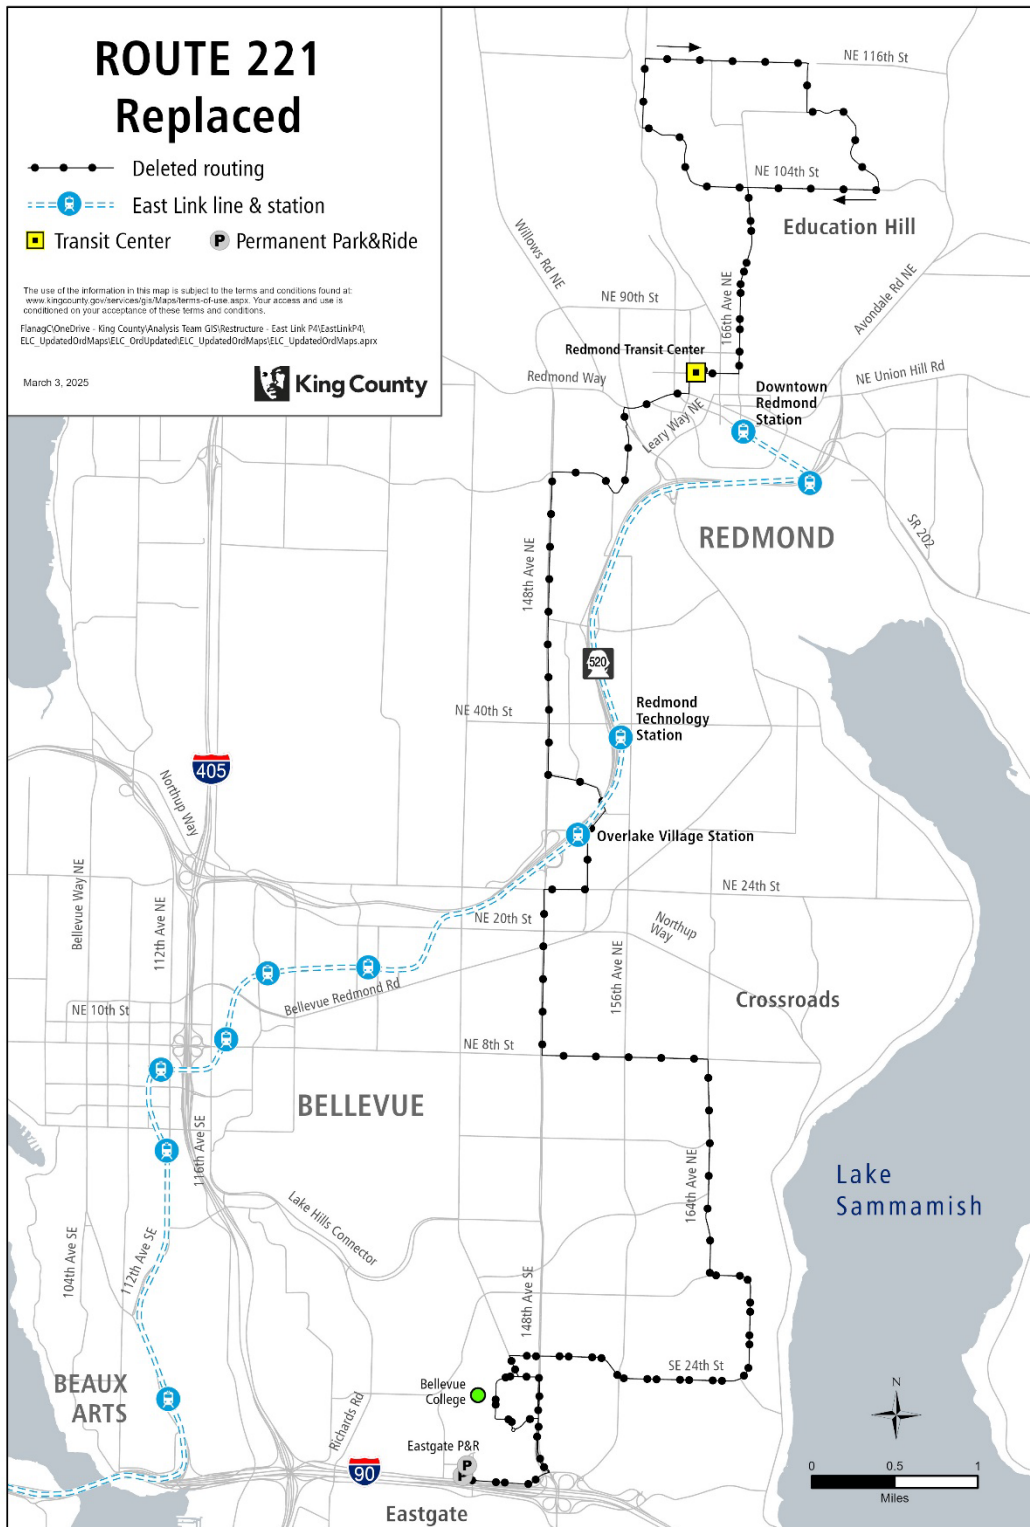 ROUTE 221
Replaced
Deleted routing
East Link line & station
Transit Center
P Permanent Park&Ride
The use of the information in this map is subject to the terms and conditions found at:
www.kingcounty.gov/services/gis/Maps/terms-of-use.aspx. Your access and use is
conditioned on your acceptance of these terms and conditions.
FlanagC\OneDrive - King County\Analysis Team GIS\Restructure - East Link P4\EastLinkP4\
ELC_UpdatedOrdMaps\ELC_OrdUpdated\ELC_UpdatedOrdMaps\ELC_UpdatedOrdMaps.aprx
March 3, 2025
King County
NE 116th St
NE 104th St
Education Hill
Willows Rd NE
166th Ave NE
Avondale Rd NE
NE 90th St
Redmond Transit Center
Redmond Way
NE Union Hill Rd
Downtown
Redmond
Station
Leary Way NE
REDMOND
SR 202
148th Ave NE
520
NE 40th St
Redmond
Technology
Station
405
Northup Way
Overlake Village Station
Bellevue Way NE
112th Ave NE
NE 24th St
NE 20th St
Northup
Way
156th Ave NE
Bellevue Redmond Rd
Crossroads
NE 10th St
NE 8th St
BELLEVUE
116th Ave SE
164th Ave NE
Lake
Sammamish
Lake Hills Connector
104th Ave SE
112th Ave SE
148th Ave SE
SE 24th St
BEAUX
ARTS
Bellevue
College
Richards Rd
Eastgate P&R
P
P
90
Eastgate
N
0 0.5 1
Miles